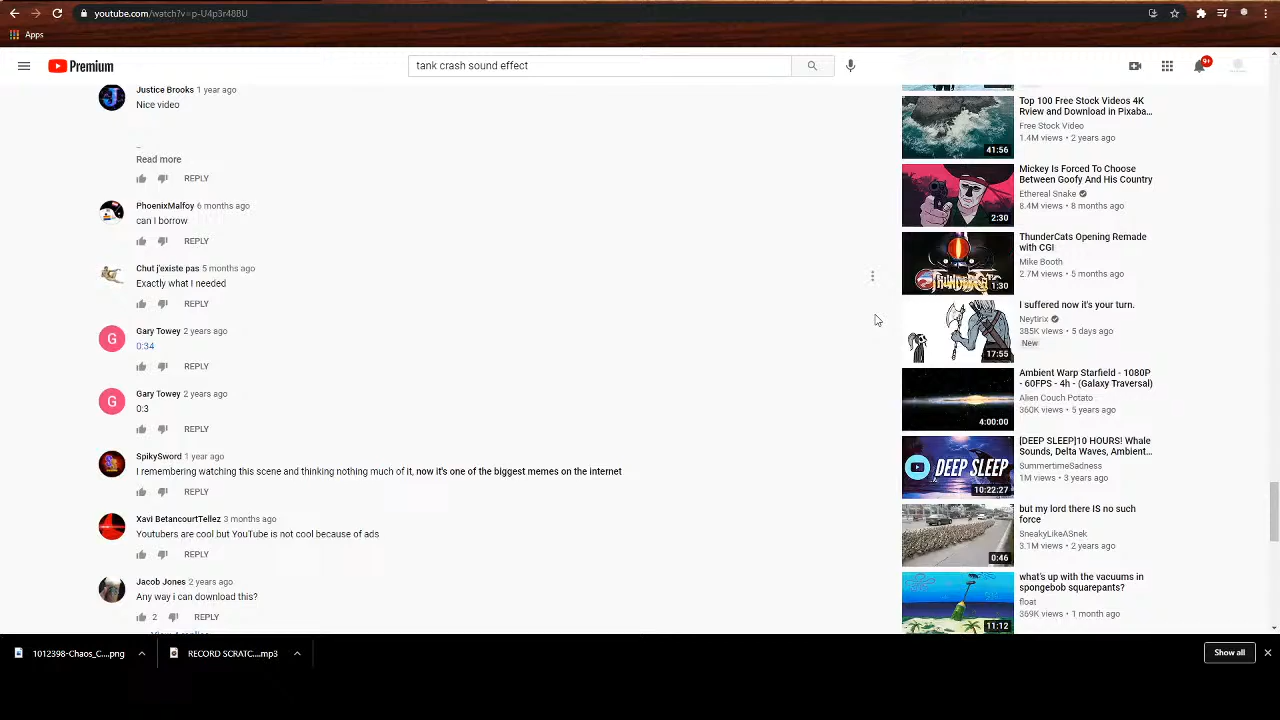 youtube.com/watch?v=p-U4p3r48BU
Apps
Premium
tank crash sound effect
9+
Justice Brooks 1 year ago
Nice video
Read more
REPLY
PhoenixMalfoy 6 months ago
can I borrow
REPLY
Chut j'existe pas 5 months ago
Exactly what I needed
REPLY
G
Gary Towey 2 years ago
0:34
REPLY
G
Gary Towey 2 years ago
0:3
REPLY
SpikySword 1 year ago
I remembering watching this scene and thinking nothing much of it, now it's one of the biggest memes on the internet
REPLY
Xavi BetancourtTellez 3 months ago
Youtubers are cool but YouTube is not cool because of ads
REPLY
Jacob Jones 2 years ago
Any way i can download this?
2 REPLY
Top 100 Free Stock Videos 4K
Rview and Download in Pixaba...
Free Stock Video
1.4M views • 2 years ago
41:56
Mickey Is Forced To Choose
Between Goofy And His Country
Ethereal Snake
8.4M views • 8 months ago
2:30
ThunderCats Opening Remade
with CGI
Mike Booth
2.7M views • 5 months ago
THUNDERCATS
1:30
I suffered now it's your turn.
Neytirix
385K views • 5 days ago
New
17:55
Ambient Warp Starfield - 1080P
- 60FPS - 4h - (Galaxy Traversal)
Alien Couch Potato
360K views • 5 years ago
4:00:00
[DEEP SLEEP]10 HOURS! Whale
Sounds, Delta Waves, Ambient...
SummertimeSadness
1M views • 3 years ago
DEEP SLEEP
10:22:27
but my lord there IS no such
force
SneakyLikeASnek
3.1M views • 2 years ago
0:46
what's up with the vacuums in
spongebob squarepants?
float
369K views • 1 month ago
11:12
1012398-Chaos_C....png
RECORD SCRATC....mp3
Show all